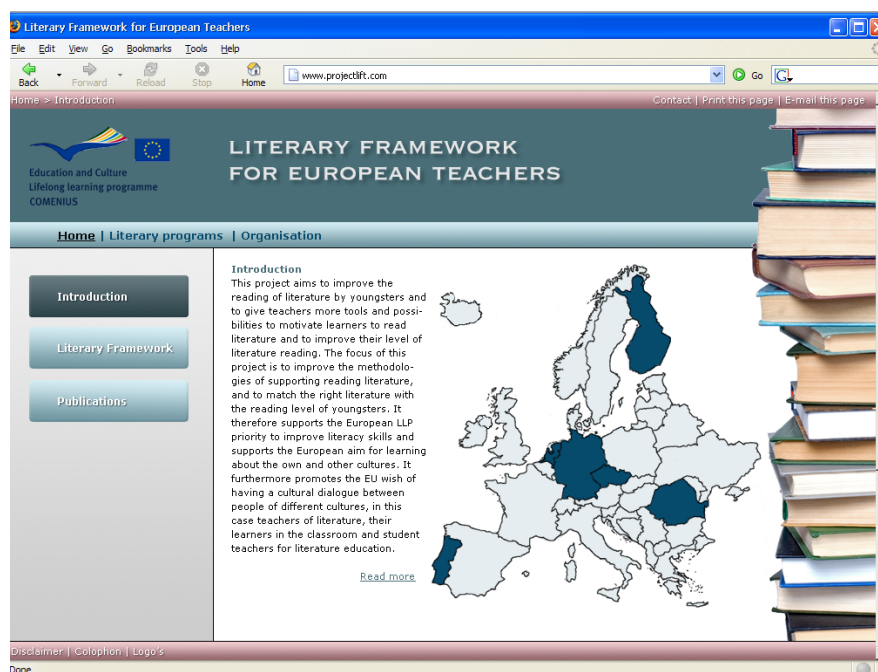 Literary Framework for European Teachers
File Edit View Go Bookmarks Tools Help
Back Forward Reload Stop Home www.projectlift.com Go G
Home > Introduction Contact | Print this page | E-mail this page
LITERARY FRAMEWORK
FOR EUROPEAN TEACHERS
Education and Culture
Lifelong learning programme
COMENIUS
Home | Literary programs | Organisation
Introduction
Literary Framework
Publications
Introduction
This project aims to improve the
reading of literature by youngsters and
to give teachers more tools and possi-
bilities to motivate learners to read
literature and to improve their level of
literature reading. The focus of this
project is to improve the methodolo-
gies of supporting reading literature,
and to match the right literature with
the reading level of youngsters. It
therefore supports the European LLP
priority to improve literacy skills and
supports the European aim for learning
about the own and other cultures. It
furthermore promotes the EU wish of
having a cultural dialogue between
people of different cultures, in this
case teachers of literature, their
learners in the classroom and student
teachers for literature education.
Read more
Disclaimer | Colophon | Logo's
Done